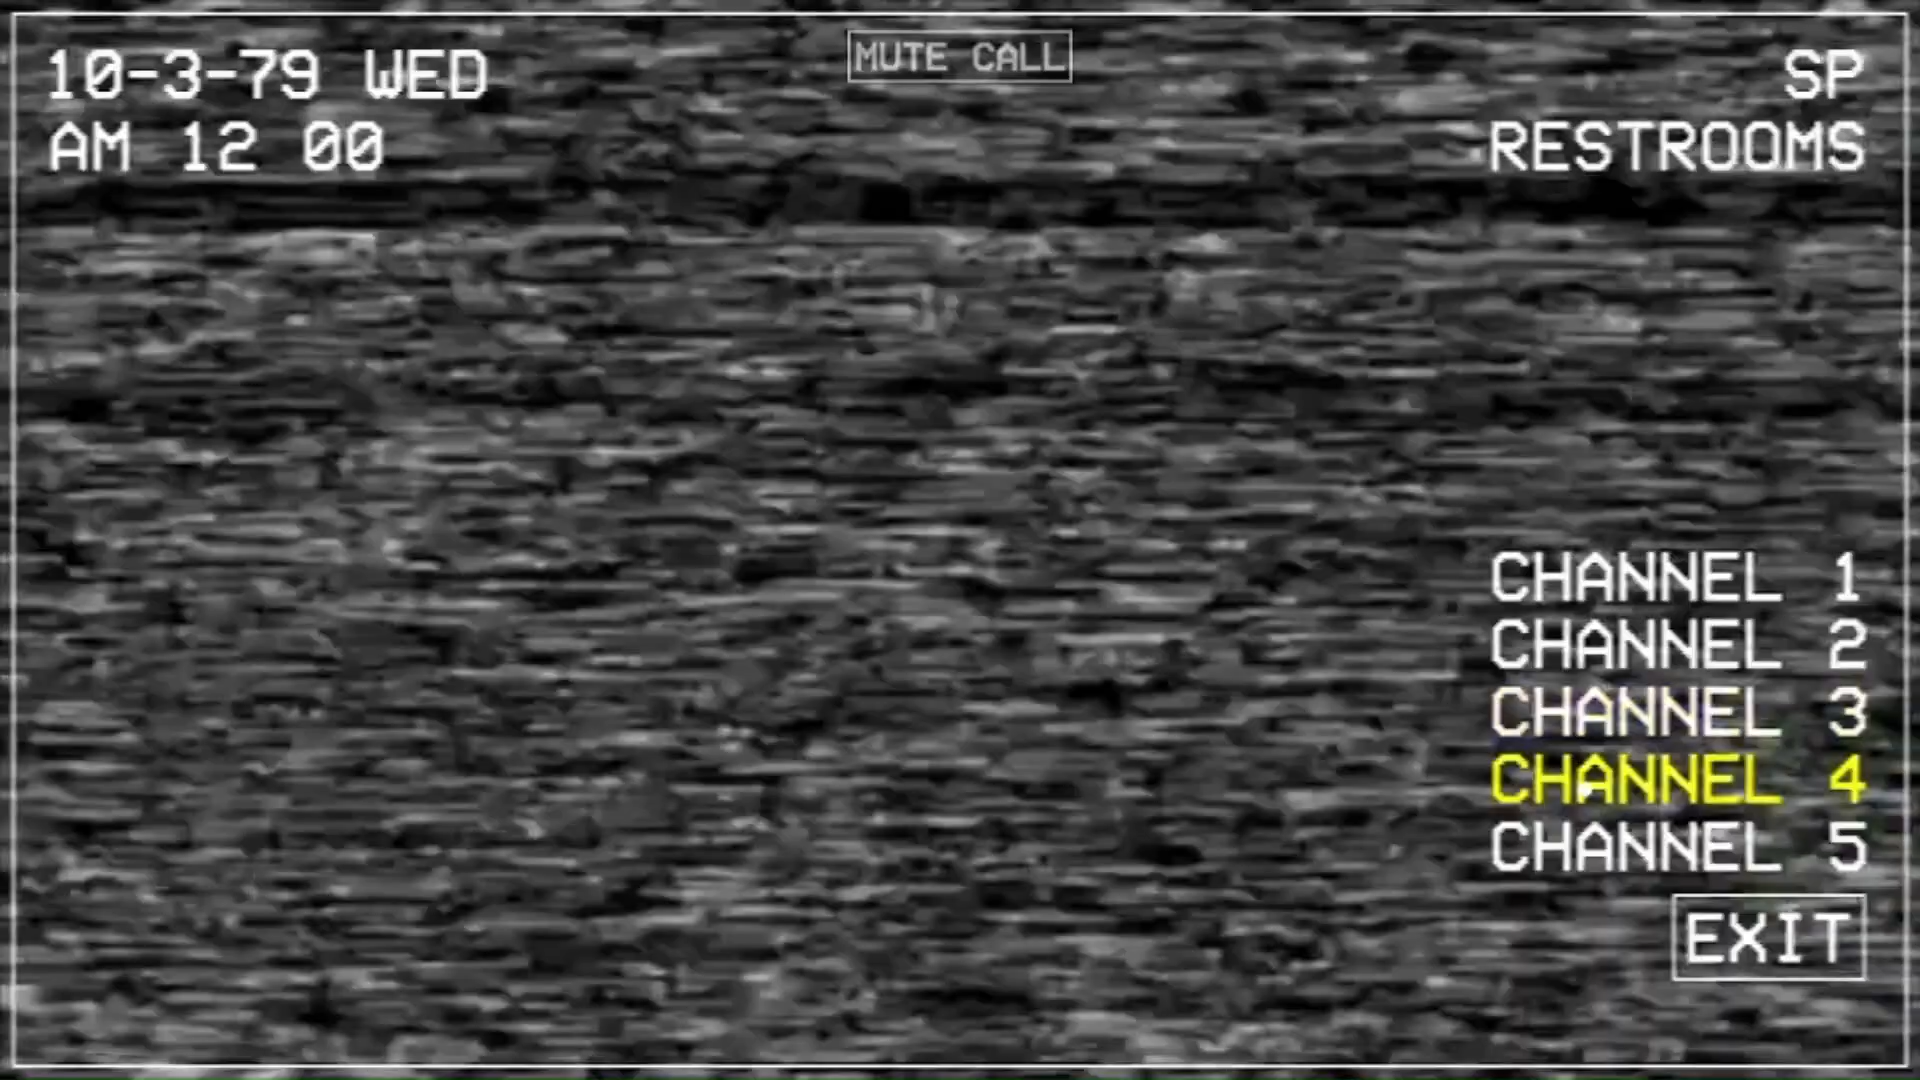 10-3-79 WED
AM 12 00
MUTE CALL
SP
RESTROOMS
CHANNEL 1
CHANNEL 2
CHANNEL 3
CHANNEL 4
CHANNEL 5
EXIT